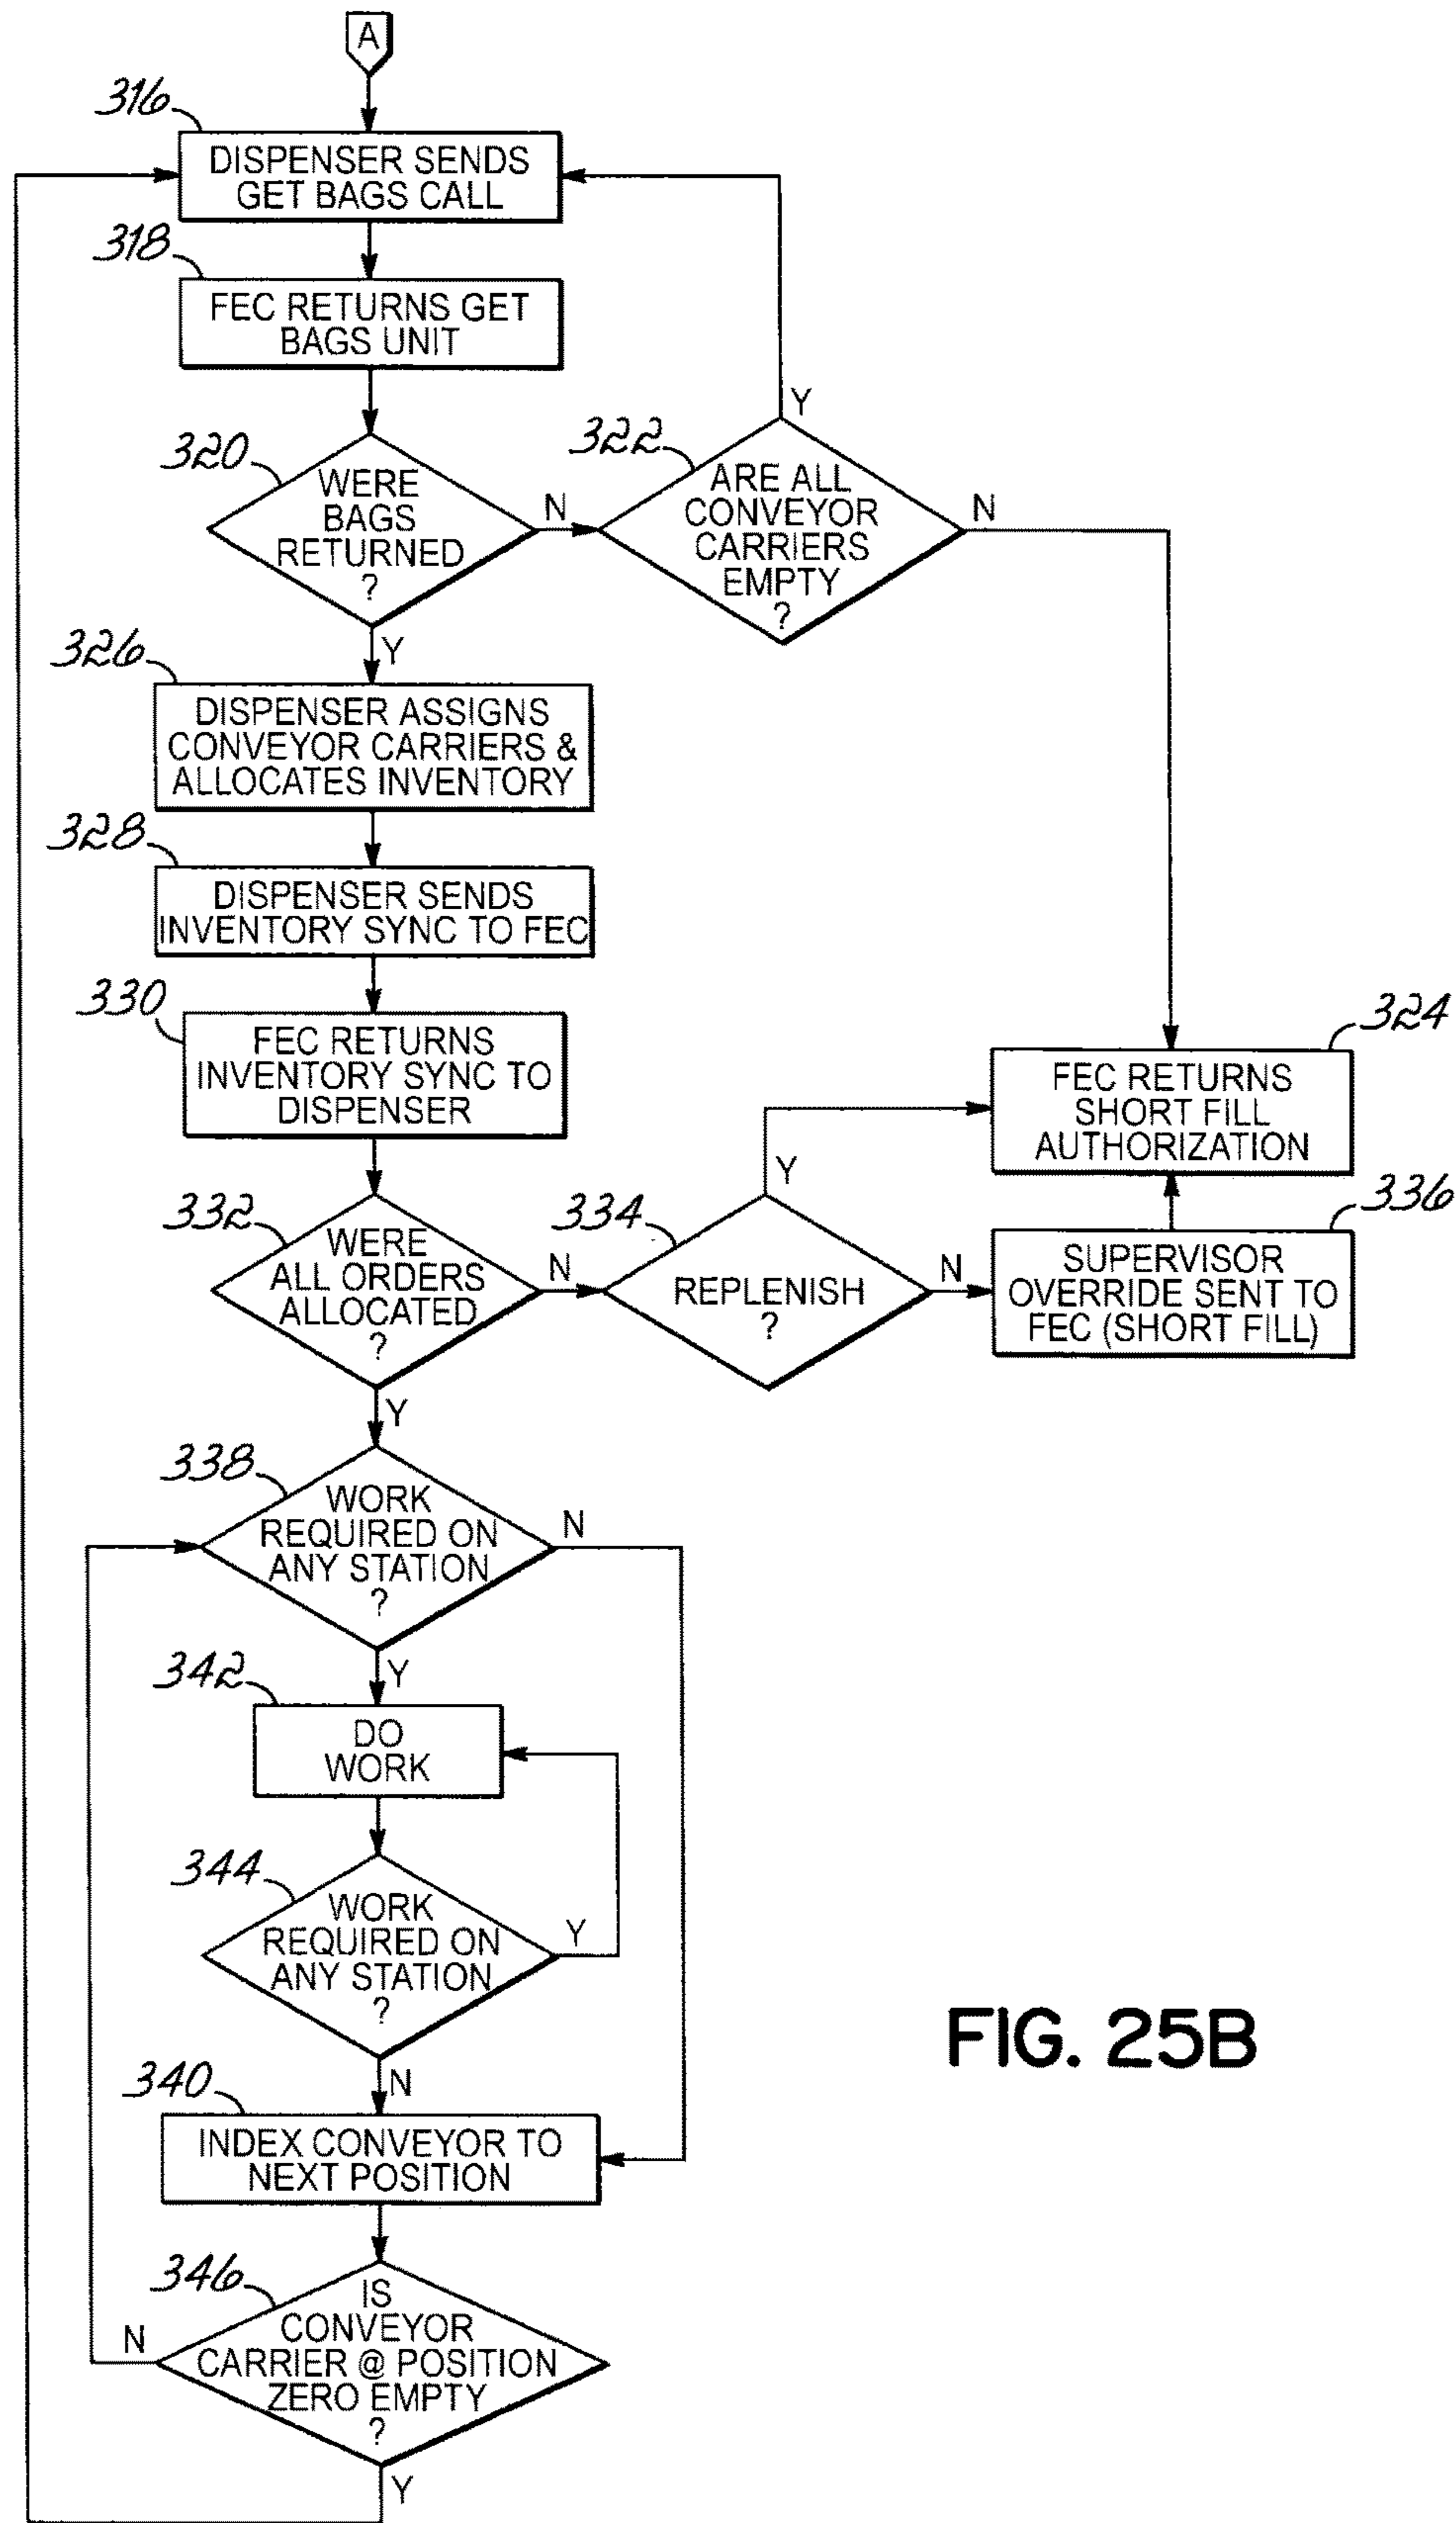 A
316
DISPENSER SENDS
GET BAGS CALL
318
FEC RETURNS GET
BAGS UNIT
320
WERE
BAGS
RETURNED
?
N
Y
322
ARE ALL
CONVEYOR
CARRIERS
EMPTY
?
Y
N
326
DISPENSER ASSIGNS
CONVEYOR CARRIERS &
ALLOCATES INVENTORY
328
DISPENSER SENDS
INVENTORY SYNC TO FEC
330
FEC RETURNS
INVENTORY SYNC TO
DISPENSER
324
FEC RETURNS
SHORT FILL
AUTHORIZATION
332
WERE
ALL ORDERS
ALLOCATED
?
N
Y
334
REPLENISH
?
Y
N
336
SUPERVISOR
OVERRIDE SENT TO
FEC (SHORT FILL)
338
WORK
REQUIRED ON
ANY STATION
?
N
Y
342
DO
WORK
344
WORK
REQUIRED ON
ANY STATION
?
Y
N
340
INDEX CONVEYOR TO
NEXT POSITION
346
IS
CONVEYOR
CARRIER @ POSITION
ZERO EMPTY
?
N
Y
FIG. 25B